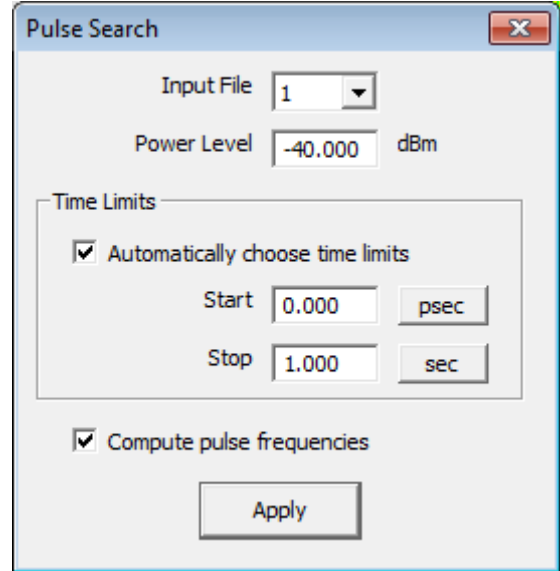 Pulse Search
Input File 1
Power Level -40.000 dBm
Time Limits
Automatically choose time limits
Start 0.000 psec
Stop 1.000 sec
Compute pulse frequencies
Apply